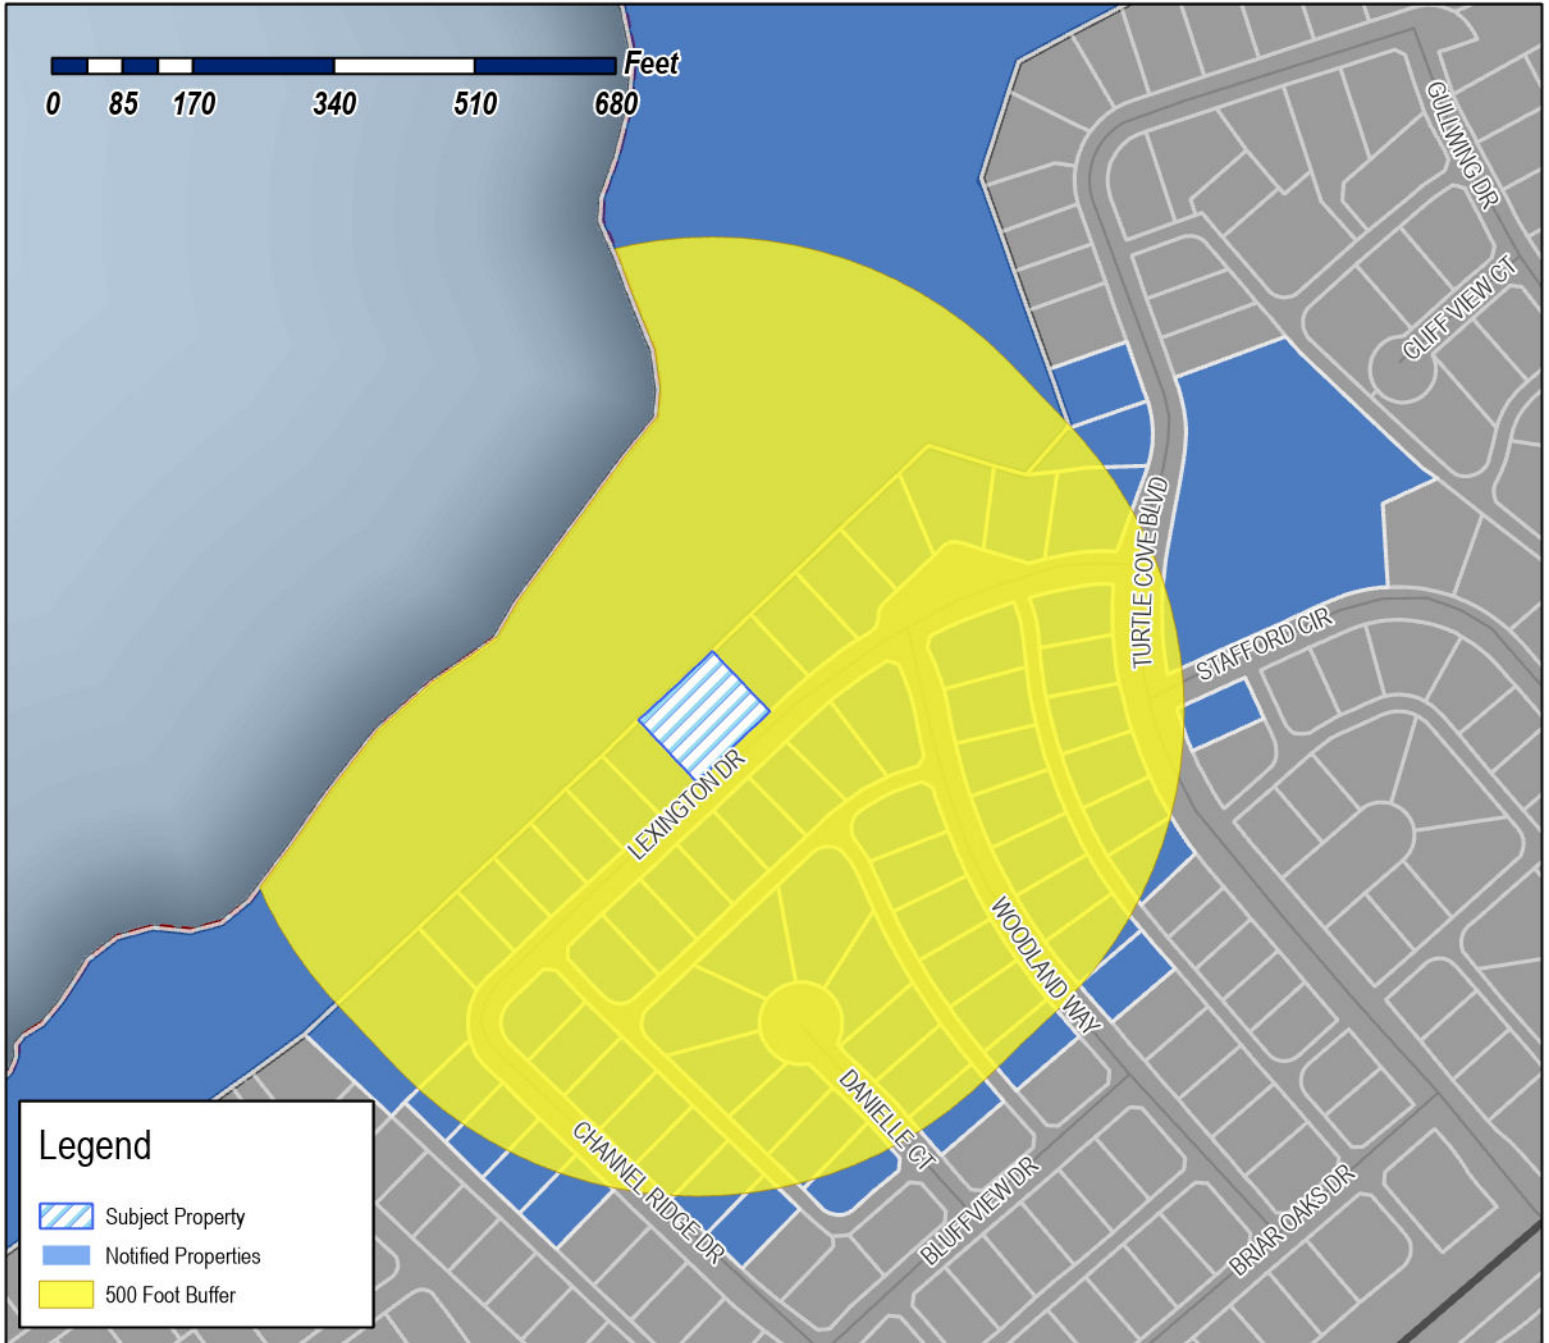 Feet
0 85 170 340 510 680
GULLWING DR
CLIFF VIEW CT
TURTLE COVE BLVD
STAFFORD CIR
LEXINGTON DR
WOODLAND WAY
DANIELLE CT
CHANNEL RIDGE DR
BLUFFVIEW DR
BRIAR OAKS DR
Legend
Subject Property
Notified Properties
500 Foot Buffer